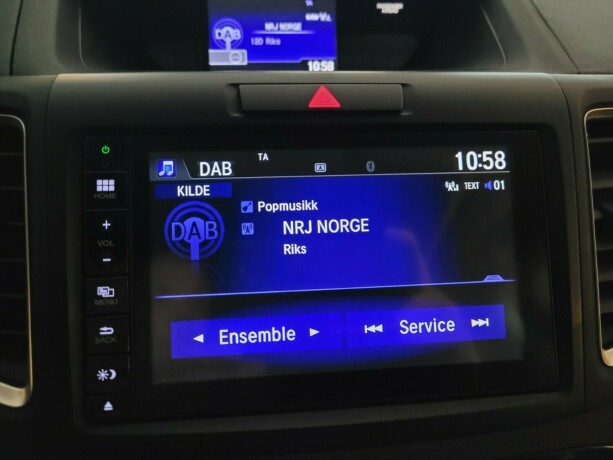 DAB
NRJ NORGE
12D Riks
10:58
DAB
TA
10:58
HOME
KILDE
TEXT 01
DAB
Popmusikk
NRJ NORGE
Riks
+
VOL
-
MENU
BACK
Ensemble
Service